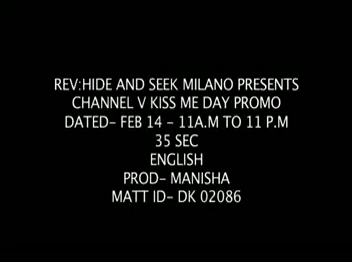 REV:HIDE AND SEEK MILANO PRESENTS
CHANNEL V KISS ME DAY PROMO
DATED- FEB 14 - 11A.M TO 11 P.M
35 SEC
ENGLISH
PROD- MANISHA
MATT ID- DK 02086